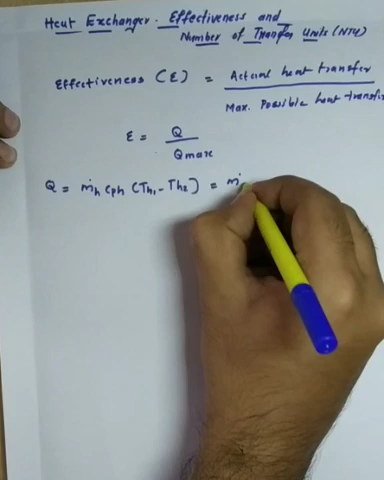 Heat Exchanger. Effectiveness and
Number of Transfer Units (NTU)
Effectiveness (ε) = Actual heat transfer
Max. Possible heat transfer
ε = Q
Qmax
Q = ṁh Cph (Th1 - Th2) = ṁ